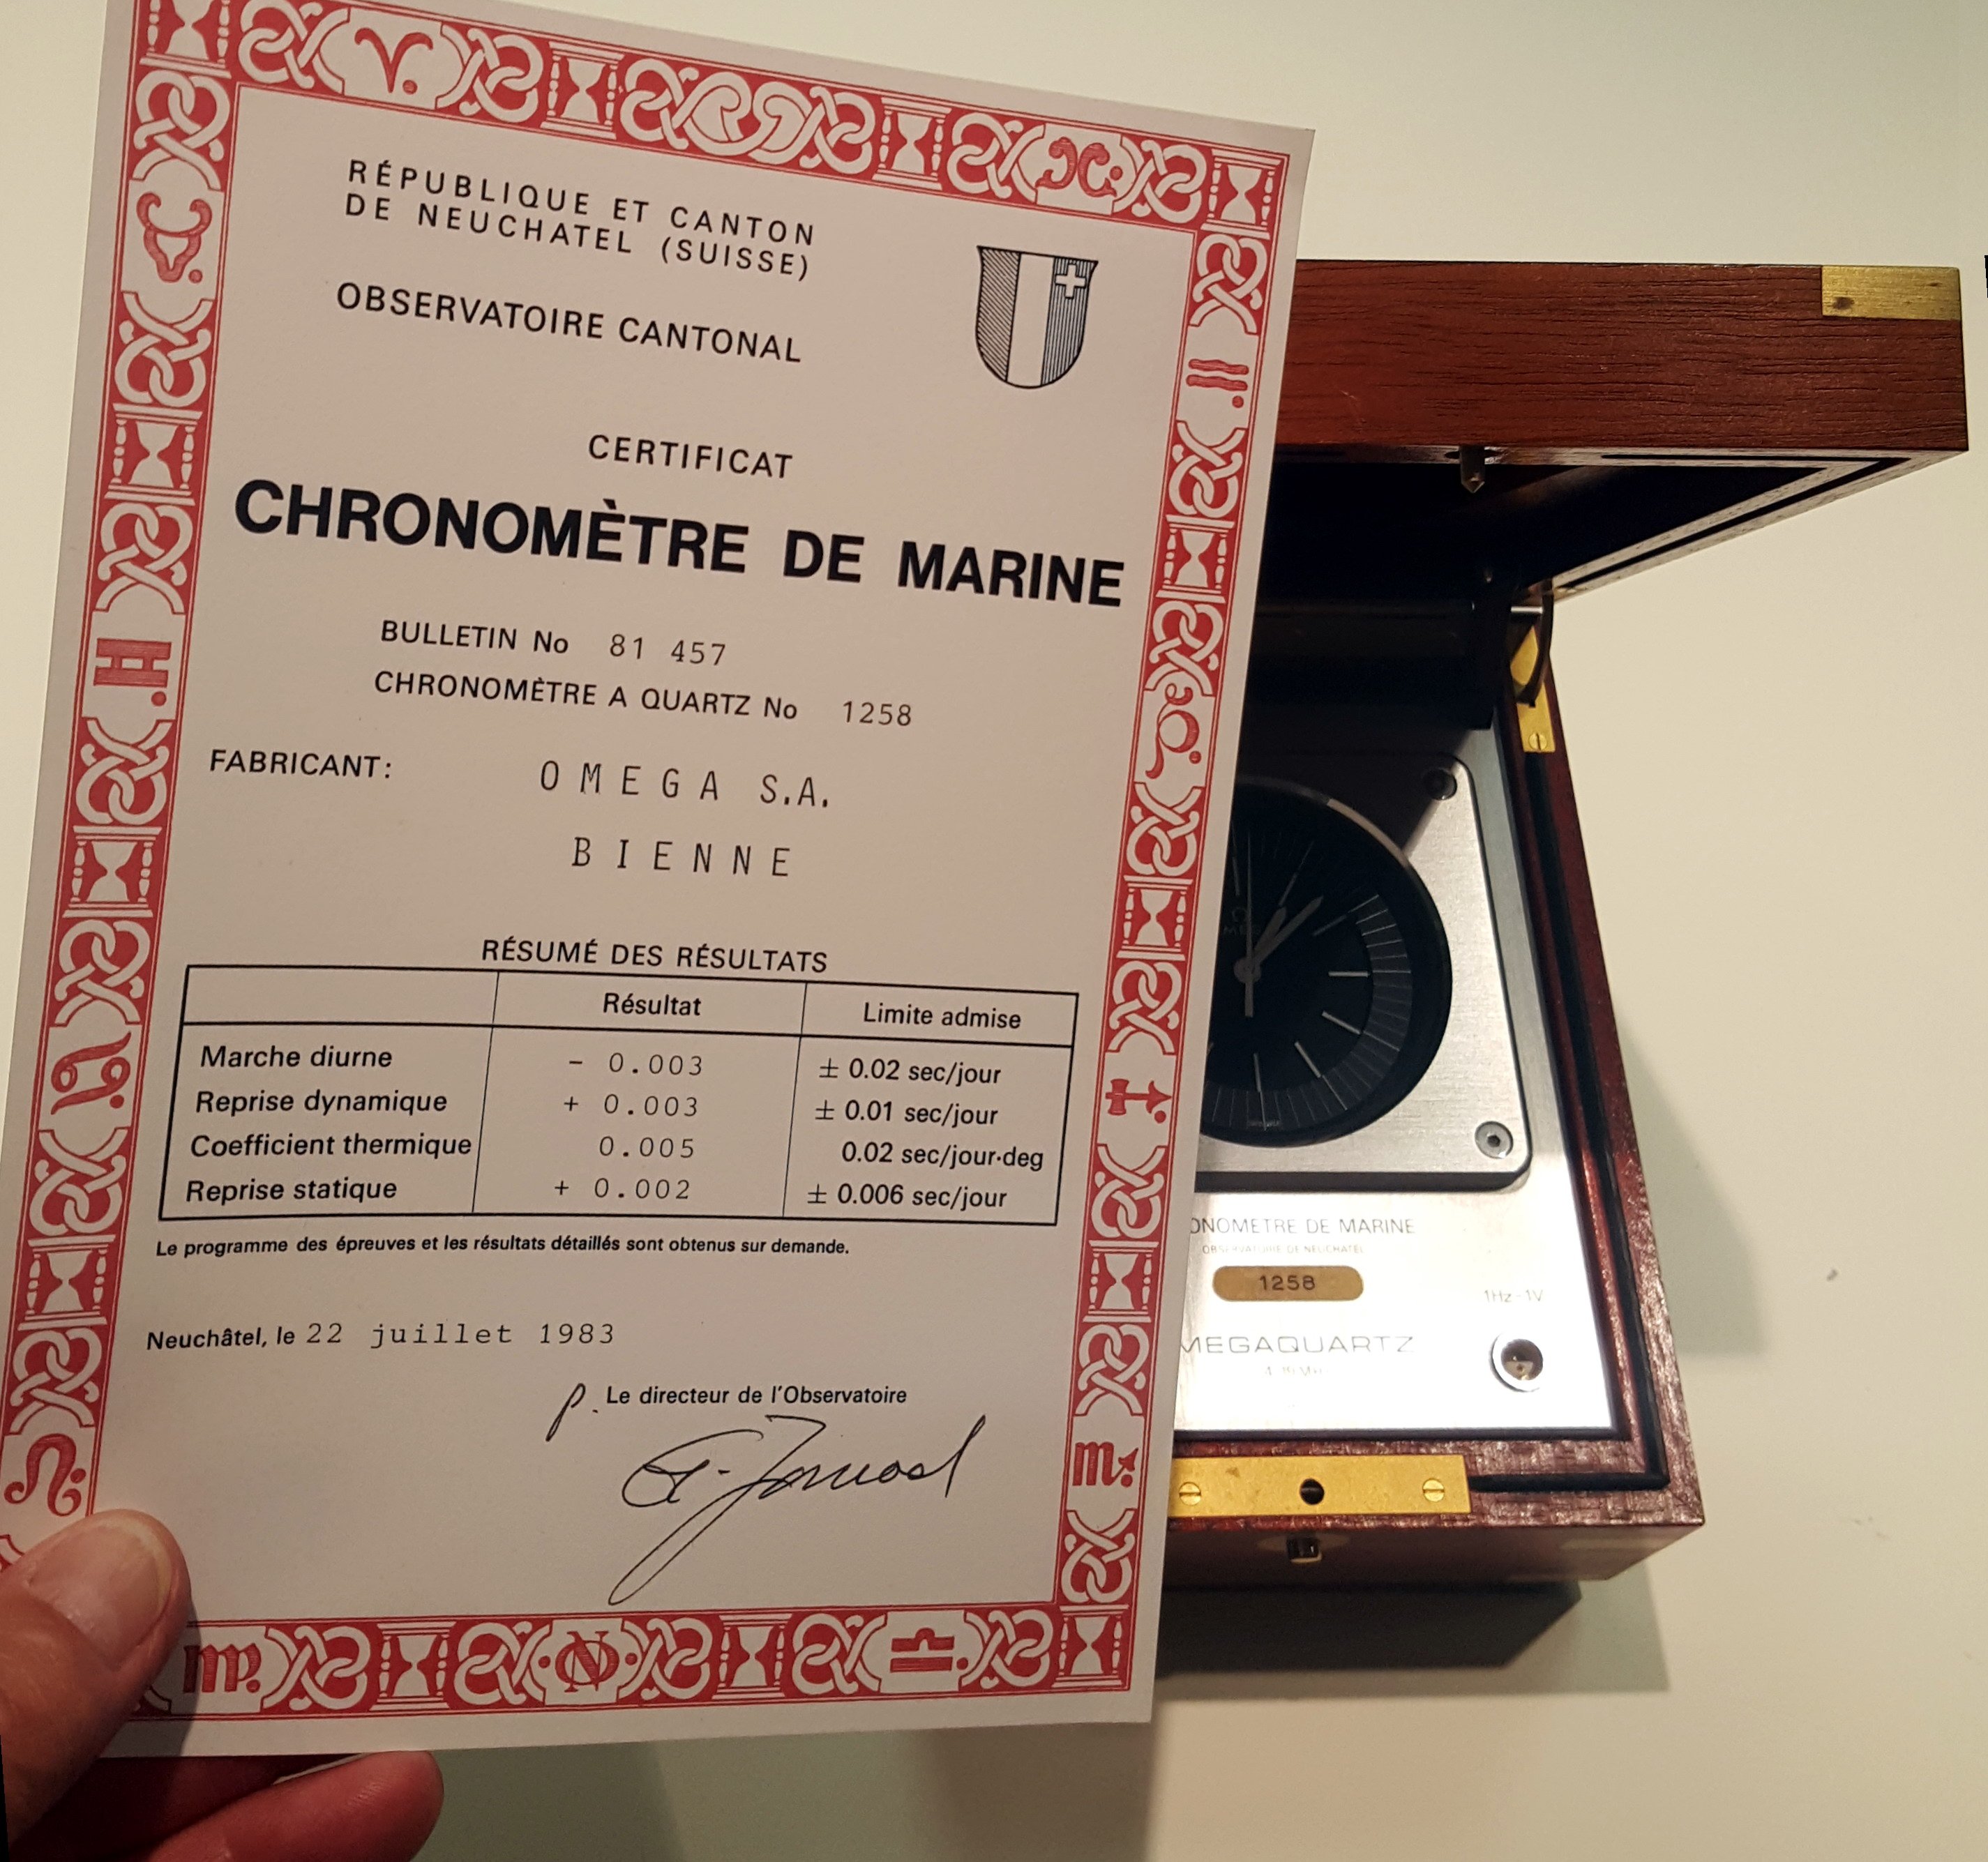 RÉPUBLIQUE ET CANTON
DE NEUCHATEL (SUISSE)
OBSERVATOIRE CANTONAL
CERTIFICAT
CHRONOMÈTRE DE MARINE
BULLETIN No 81 457
CHRONOMÈTRE A QUARTZ No 1258
FABRICANT: OMEGA S.A.
BIENNE
RÉSUMÉ DES RÉSULTATS
Résultat Limite admise
Marche diurne - 0.003 ± 0.02 sec/jour
Reprise dynamique + 0.003 ± 0.01 sec/jour
Coefficient thermique 0.005 0.02 sec/jour·deg
Reprise statique + 0.002 ± 0.006 sec/jour
Le programme des épreuves et les résultats détaillés sont obtenus sur demande.
Neuchâtel, le 22 juillet 1983
p. Le directeur de l'Observatoire
ONOMETRE DE MARINE
OBSERVATOIRE DE NEUCHATEL
1258
1Hz - 1V
MEGAQUARTZ